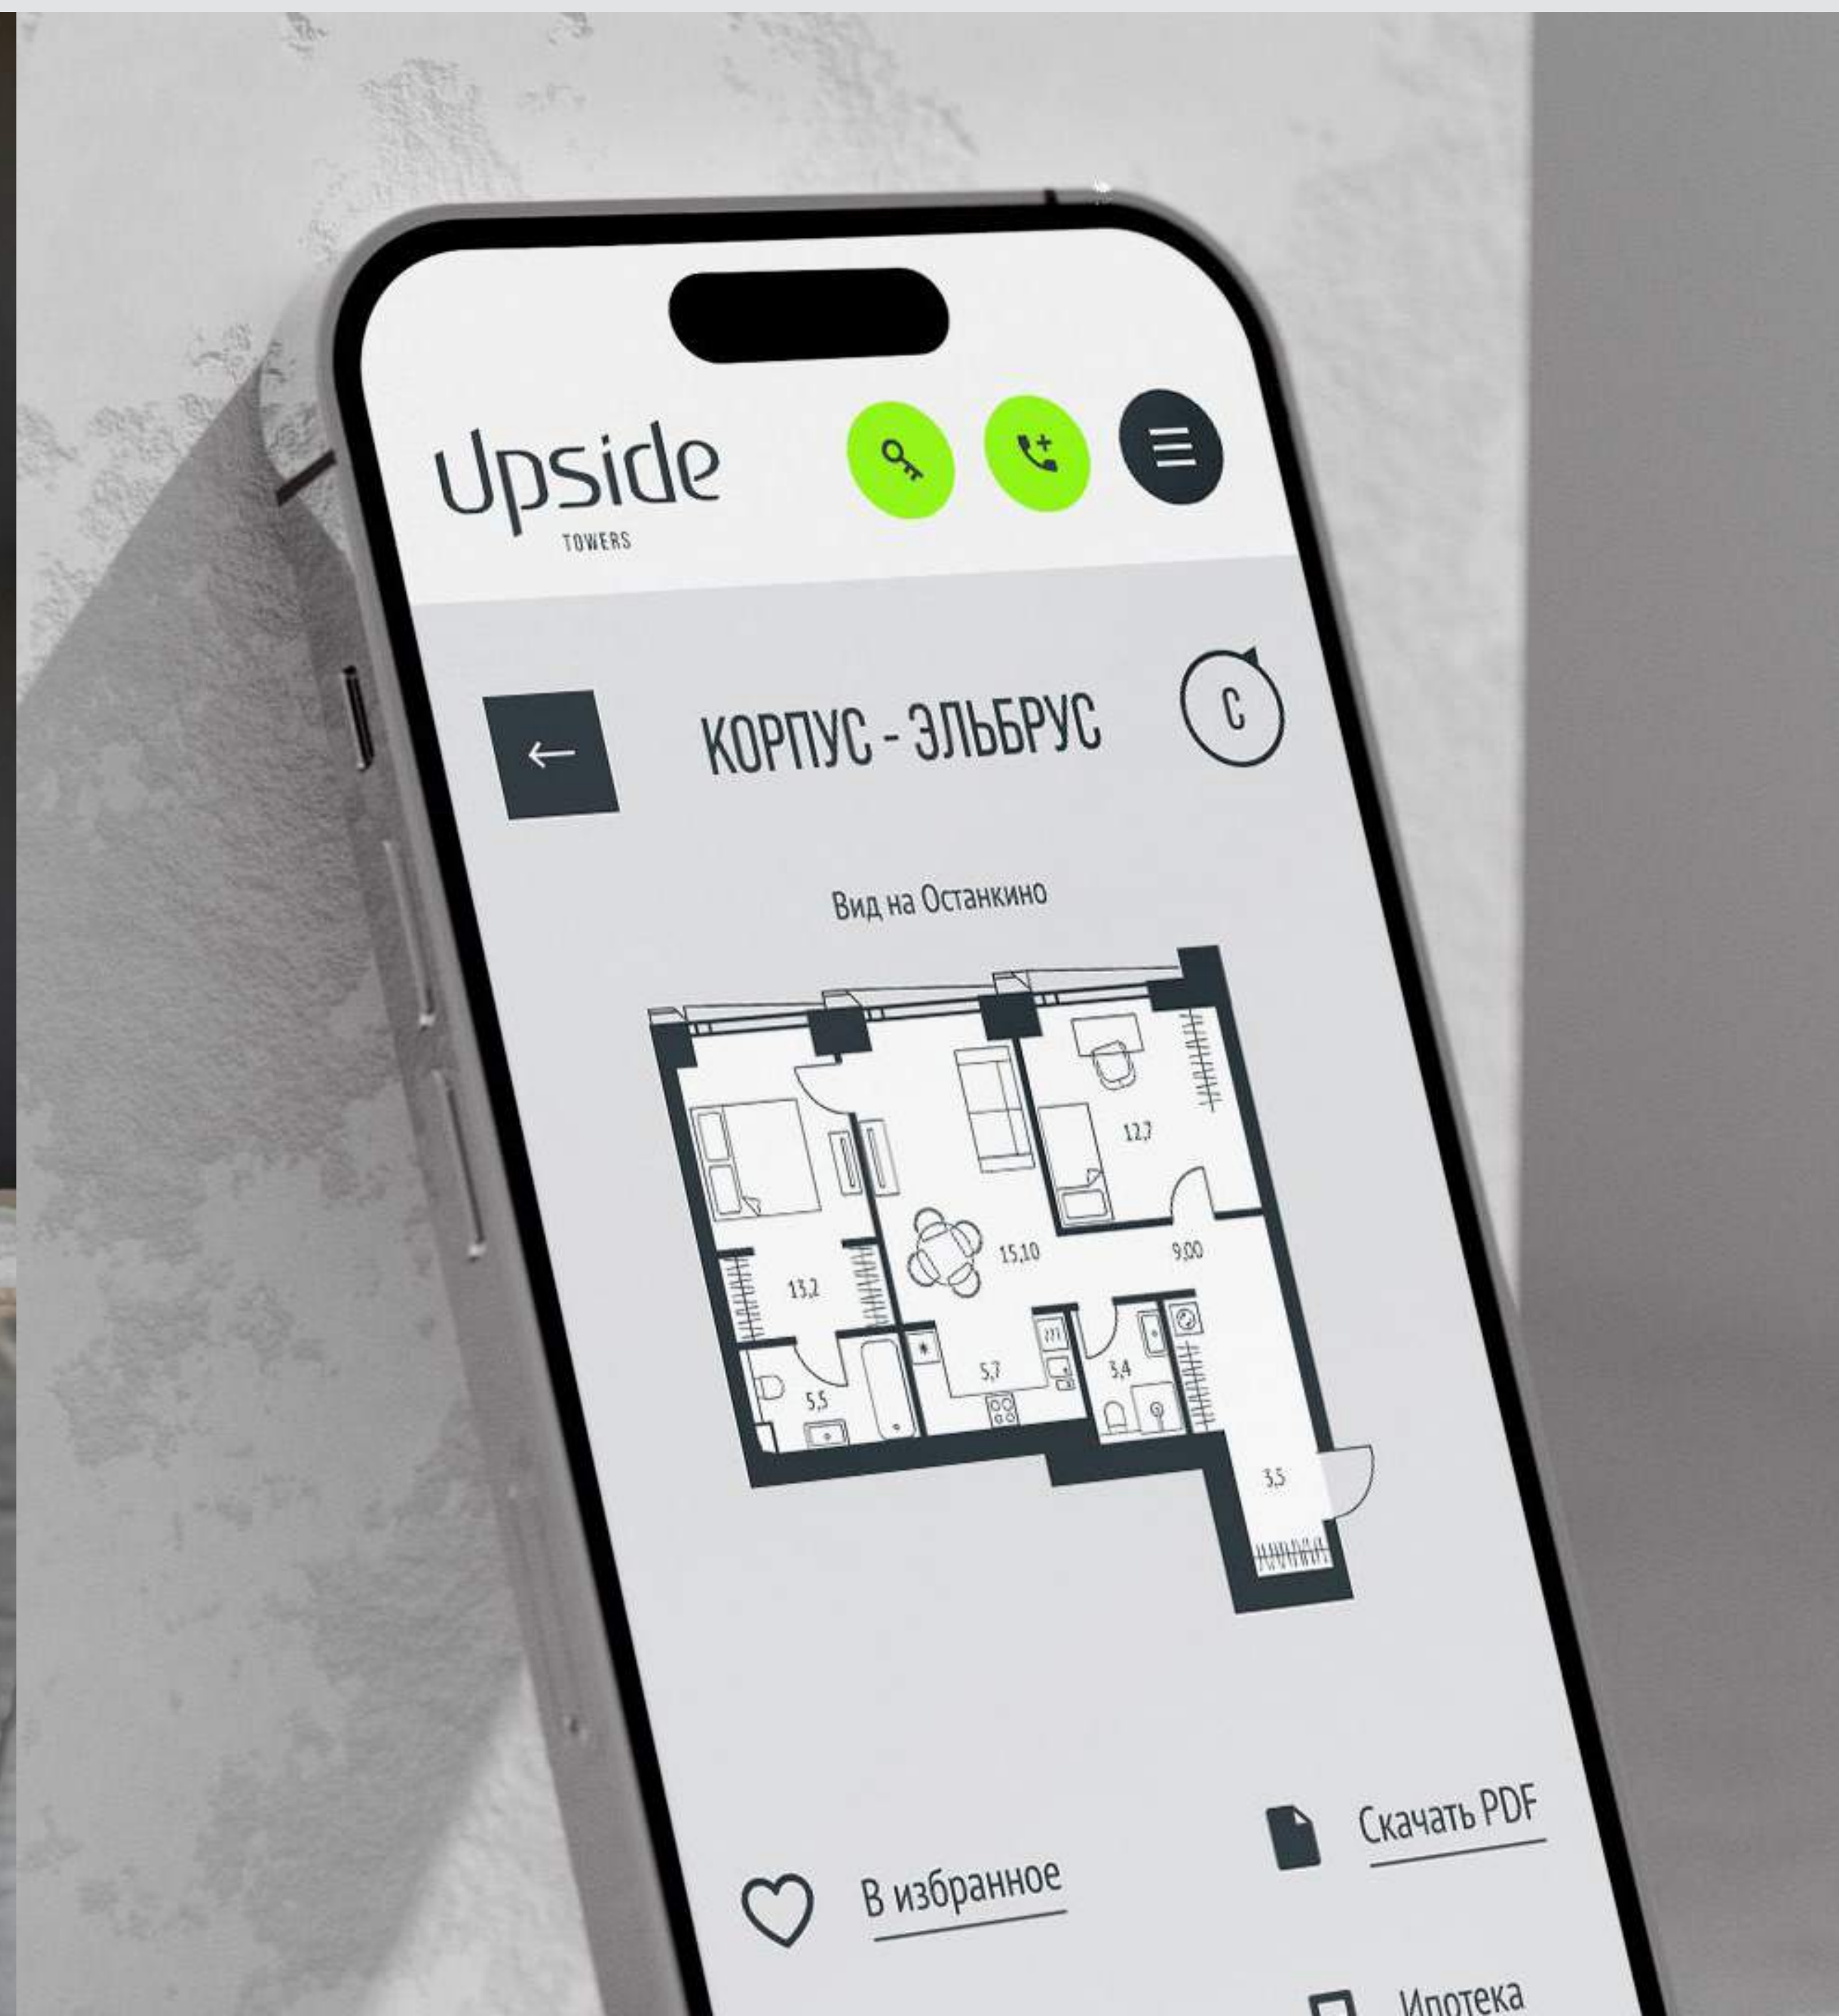 Upside
TOWERS
КОРПУС - ЭЛЬБРУС
С
Вид на Останкино
12,7
15,10
9,00
13,2
5,7
3,4
5,5
3,5
Скачать PDF
В избранное
Ипотека